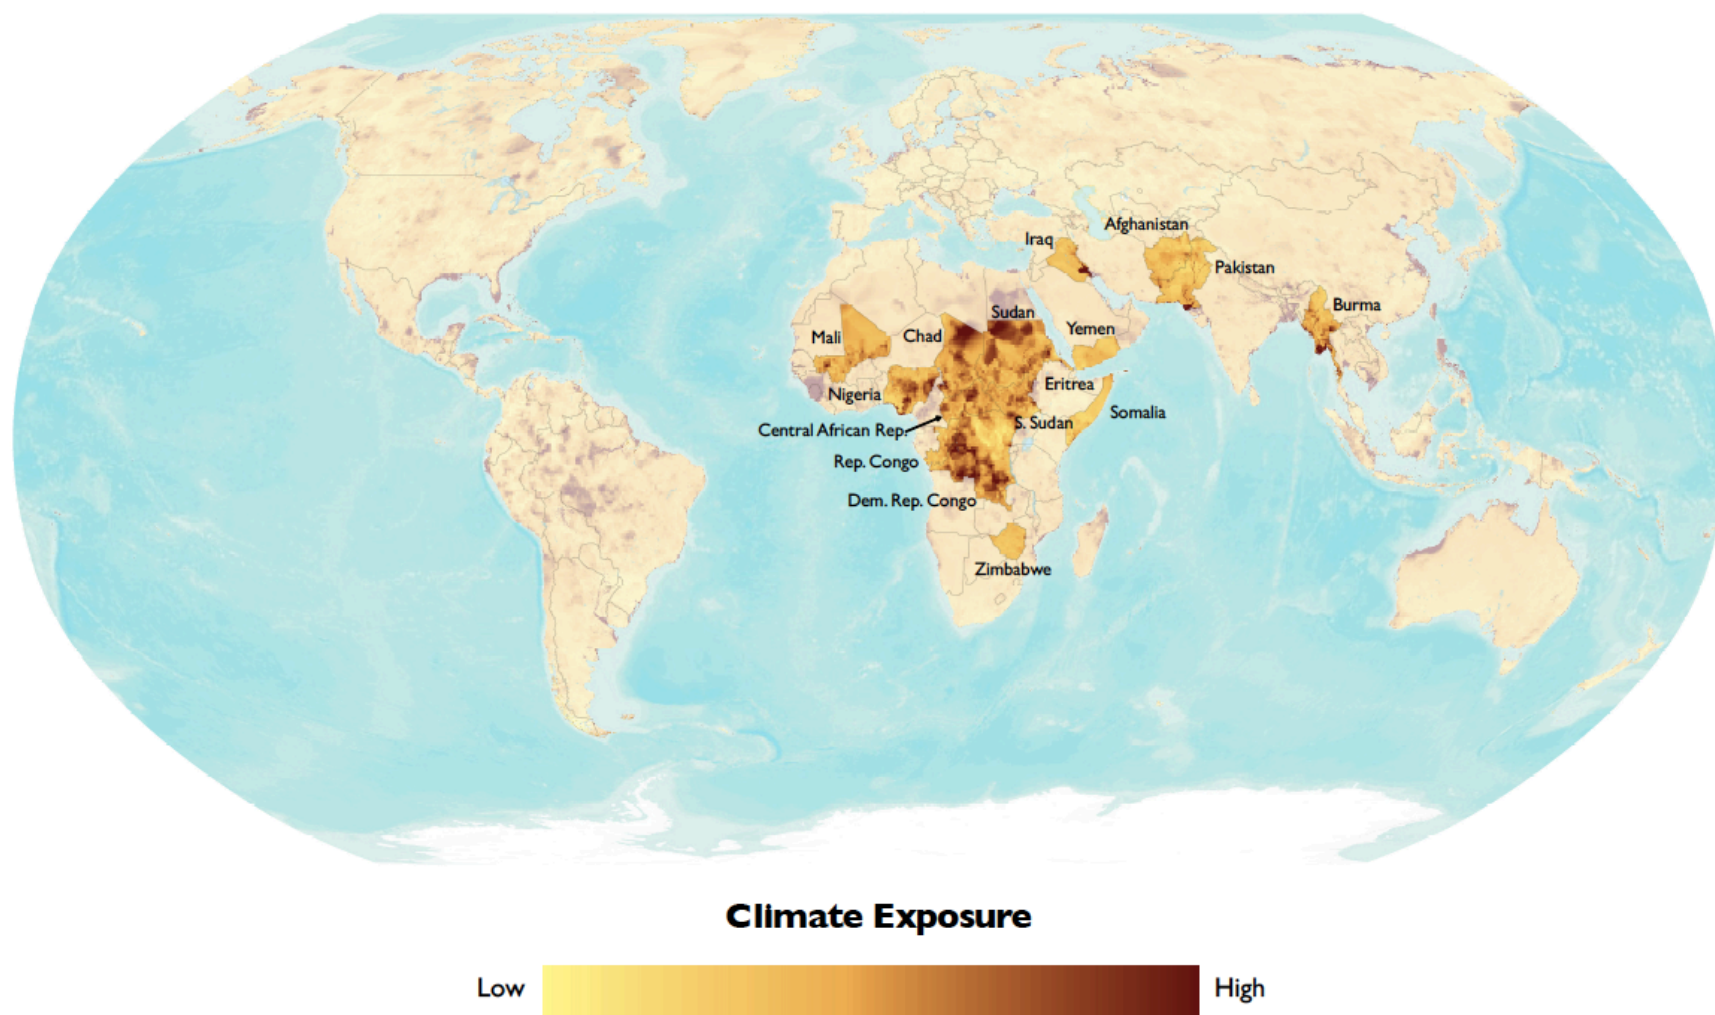 Afghanistan
Iraq
Pakistan
Burma
Sudan
Yemen
Mali
Chad
Eritrea
Nigeria
Somalia
S. Sudan
Central African Rep.
Rep. Congo
Dem. Rep. Congo
Zimbabwe
Climate Exposure
Low
High